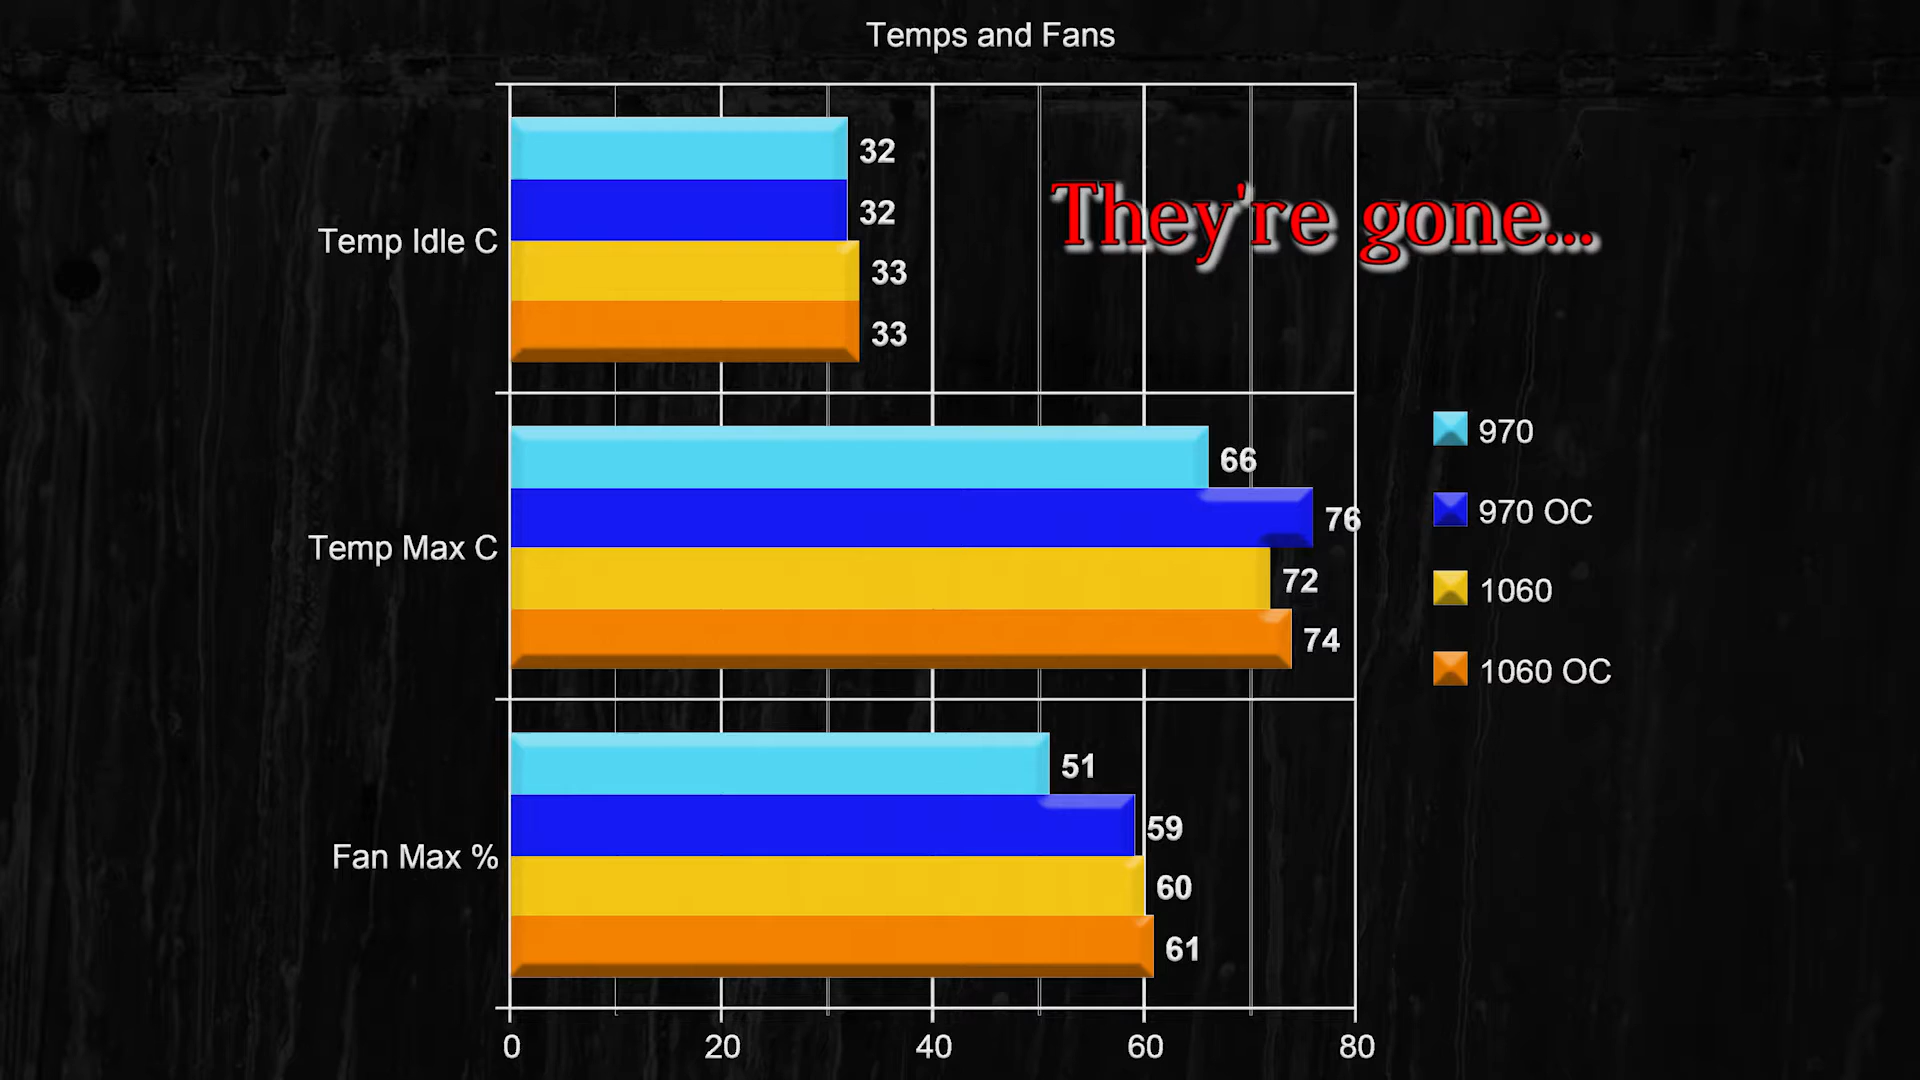 Temps and Fans
They're gone...
Temp Idle C
32
32
33
33
Temp Max C
66
76
72
74
Fan Max %
51
59
60
61
0 20 40 60 80
970
970 OC
1060
1060 OC